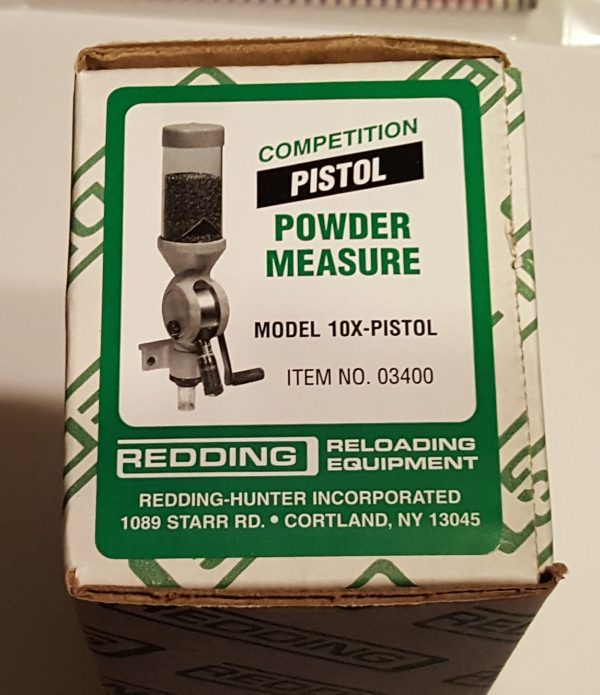 COMPETITION
PISTOL
POWDER
MEASURE
MODEL 10X-PISTOL
ITEM NO. 03400
REDDING
RELOADING
EQUIPMENT
REDDING-HUNTER INCORPORATED
1089 STARR RD. • CORTLAND, NY 13045
REDDING